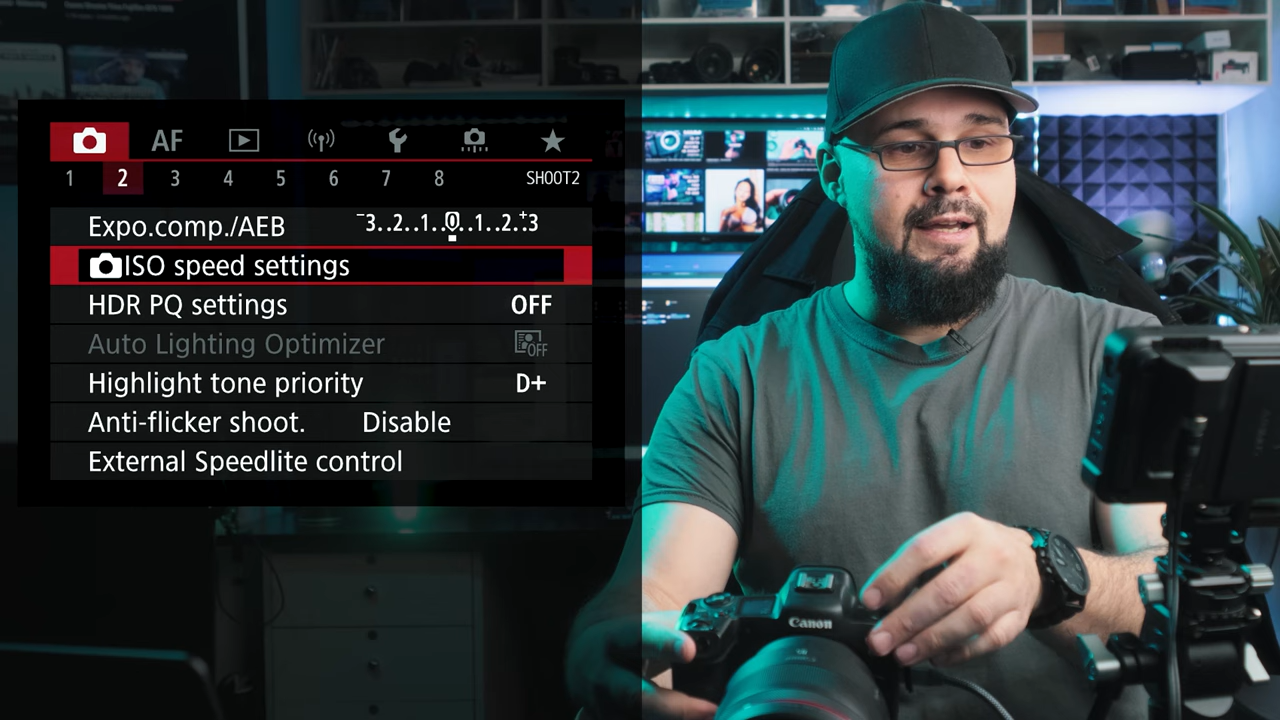 AF
1 2 3 4 5 6 7 8 SHOOT2
Expo.comp./AEB -3..2..1..0..1..2..+3
ISO speed settings
HDR PQ settings OFF
Auto Lighting Optimizer OFF
Highlight tone priority D+
Anti-flicker shoot. Disable
External Speedlite control
Canon